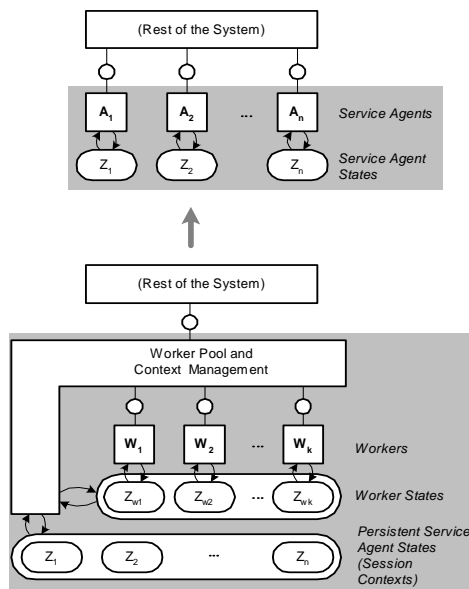 (Rest of the System)
A1 A2 ... An Service Agents
Z1 Z2 Zn Service Agent
States
(Rest of the System)
Worker Pool and
Context Management
W1 W2 ... Wk Workers
Zw1 Zw2 ... Zwk Worker States
Persistent Service
Z1 Z2 ... Zn Agent States
(Session
Contexts)